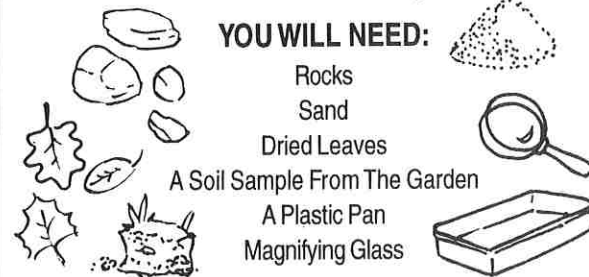 YOU WILL NEED:
Rocks
Sand
Dried Leaves
A Soil Sample From The Garden
A Plastic Pan
Magnifying Glass